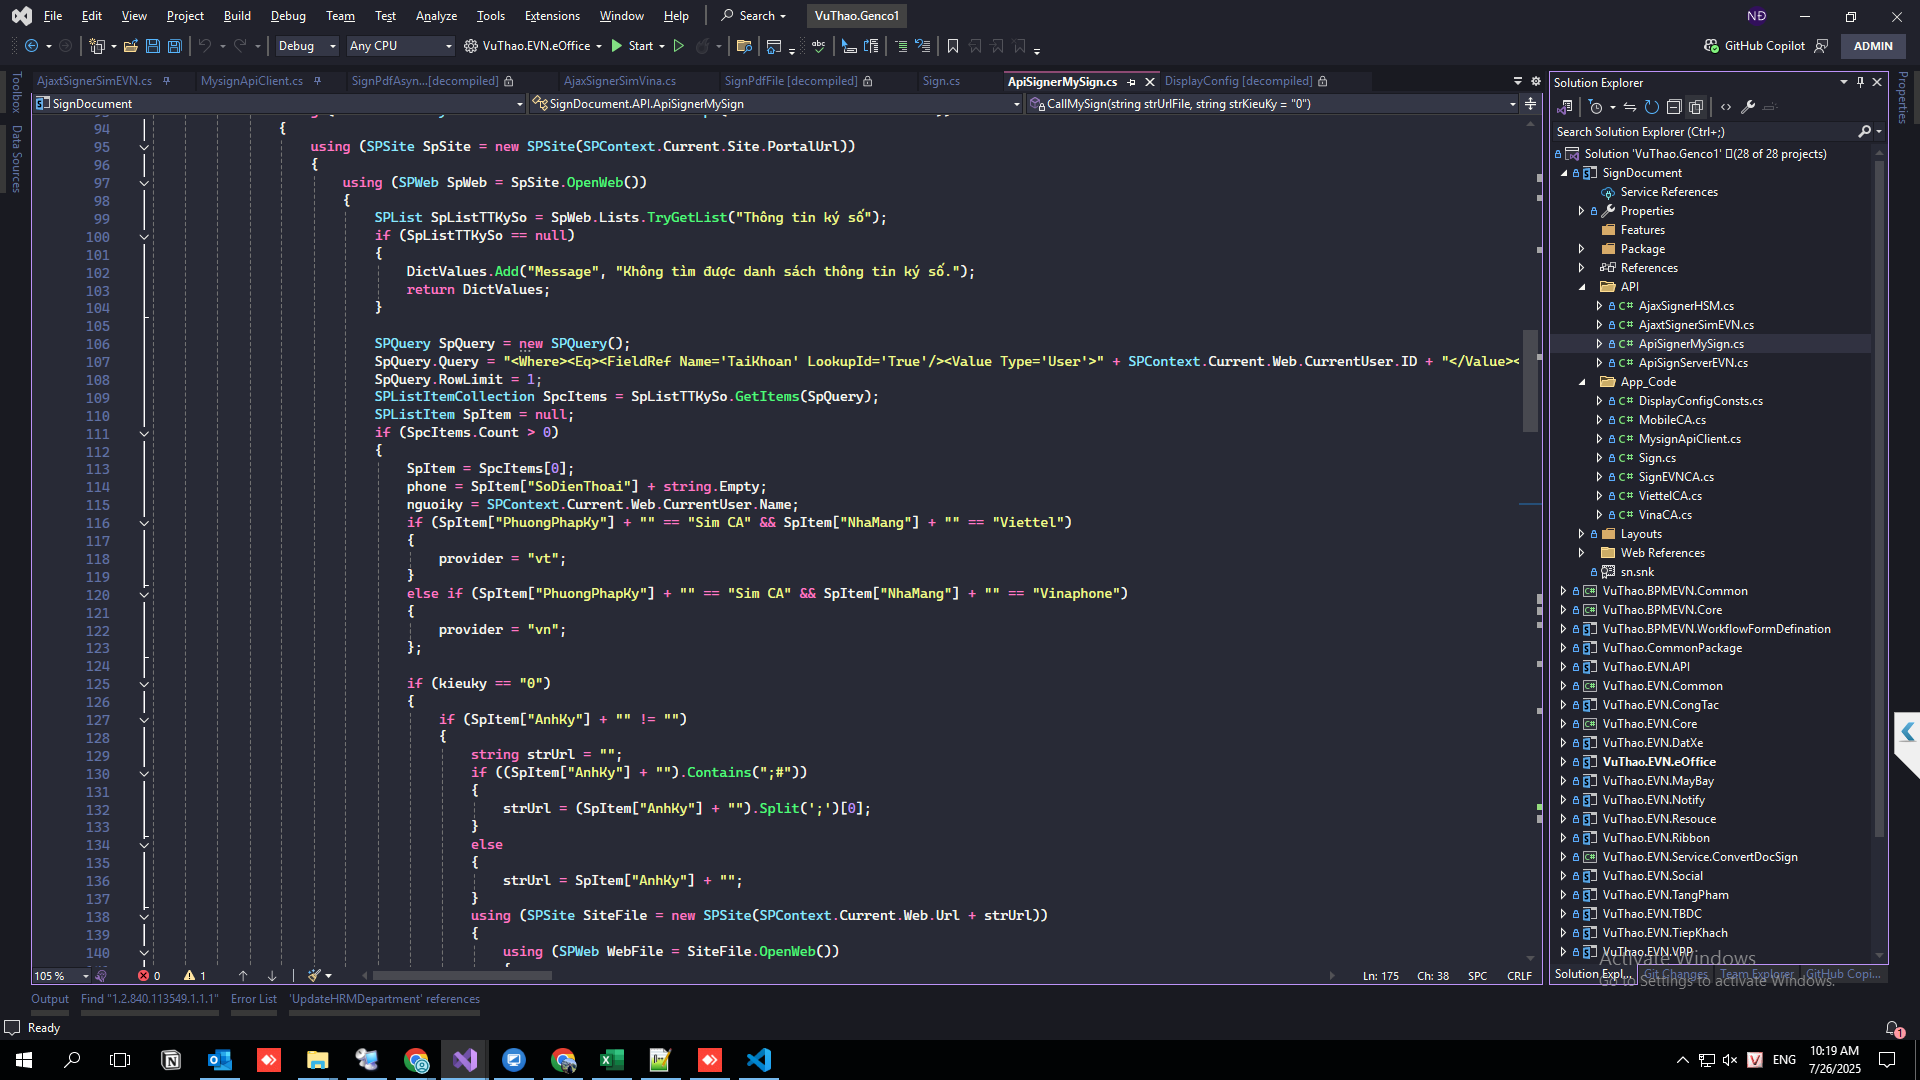 File Edit View Project Build Debug Team Test Analyze Tools Extensions Window Help Search VuThao.Genco1 NĐ
Debug Any CPU VuThao.EVN.eOffice Start GitHub Copilot ADMIN
Toolbox
Data Sources
AjaxtSignerSimEVN.cs MysignApiClient.cs SignPdfAsyn...[decompiled] AjaxtSignerSimVina.cs SignPdfFile [decompiled] Sign.cs ApiSignerMySign.cs DisplayConfig [decompiled]
SignDocument SignDocument.API.ApiSignerMySign CallMySign(string strUrlFile, string strKieuKy = "0")
94 {
95 using (SPSite SpSite = new SPSite(SPContext.Current.Site.PortalUrl))
96 {
97 using (SPWeb SpWeb = SpSite.OpenWeb())
98 {
99 SPList SpListTTKySo = SpWeb.Lists.TryGetList("Thông tin ký số");
100 if (SpListTTKySo == null)
101 {
102 DictValues.Add("Message", "Không tìm được danh sách thông tin ký số.");
103 return DictValues;
104 }
105
106 SPQuery SpQuery = new SPQuery();
107 SpQuery.Query = "<Where><Eq><FieldRef Name='TaiKhoan' LookupId='True'/><Value Type='User'>" + SPContext.Current.Web.CurrentUser.ID + "</Value><
108 SpQuery.RowLimit = 1;
109 SPListItemCollection SpcItems = SpListTTKySo.GetItems(SpQuery);
110 SPListItem SpItem = null;
111 if (SpcItems.Count > 0)
112 {
113 SpItem = SpcItems[0];
114 phone = SpItem["SoDienThoai"] + string.Empty;
115 nguoiky = SPContext.Current.Web.CurrentUser.Name;
116 if (SpItem["PhuongPhapKy"] + "" == "Sim CA" && SpItem["NhaMang"] + "" == "Viettel")
117 {
118 provider = "vt";
119 }
120 else if (SpItem["PhuongPhapKy"] + "" == "Sim CA" && SpItem["NhaMang"] + "" == "Vinaphone")
121 {
122 provider = "vn";
123 };
124
125 if (kieuky == "0")
126 {
127 if (SpItem["AnhKy"] + "" != "")
128 {
129 string strUrl = "";
130 if ((SpItem["AnhKy"] + "").Contains(";#"))
131 {
132 strUrl = (SpItem["AnhKy"] + "").Split(';')[0];
133 }
134 else
135 {
136 strUrl = SpItem["AnhKy"] + "";
137 }
138 using (SPSite SiteFile = new SPSite(SPContext.Current.Web.Url + strUrl))
139 {
140 using (SPWeb WebFile = SiteFile.OpenWeb())
105 % 0 1 Ln: 175 Ch: 38 SPC CRLF
Solution Explorer
Search Solution Explorer (Ctrl+;)
Solution 'VuThao.Genco1' (28 of 28 projects)
SignDocument
Service References
Properties
Features
Package
References
API
AjaxSignerHSM.cs
AjaxtSignerSimEVN.cs
ApiSignerMySign.cs
ApiSignServerEVN.cs
App_Code
DisplayConfigConsts.cs
MobileCA.cs
MysignApiClient.cs
Sign.cs
SignEVNCA.cs
ViettelCA.cs
VinaCA.cs
Layouts
Web References
sn.snk
VuThao.BPMEVN.Common
VuThao.BPMEVN.Core
VuThao.BPMEVN.WorkflowFormDefination
VuThao.CommonPackage
VuThao.EVN.API
VuThao.EVN.Common
VuThao.EVN.CongTac
VuThao.EVN.Core
VuThao.EVN.DatXe
VuThao.EVN.eOffice
VuThao.EVN.MayBay
VuThao.EVN.Notify
VuThao.EVN.Resouce
VuThao.EVN.Ribbon
VuThao.EVN.Service.ConvertDocSign
VuThao.EVN.Social
VuThao.EVN.TangPham
VuThao.EVN.TBDC
VuThao.EVN.TiepKhach
VuThao.EVN.VPP
Solution Expl... Git Changes Team Explorer GitHub Copi...
Activate Windows
Go to Settings to activate Windows.
Properties
Output Find "1.2.840.113549.1.1.1" Error List 'UpdateHRMDepartment' references
Ready 1
ENG 10:19 AM
7/26/2025